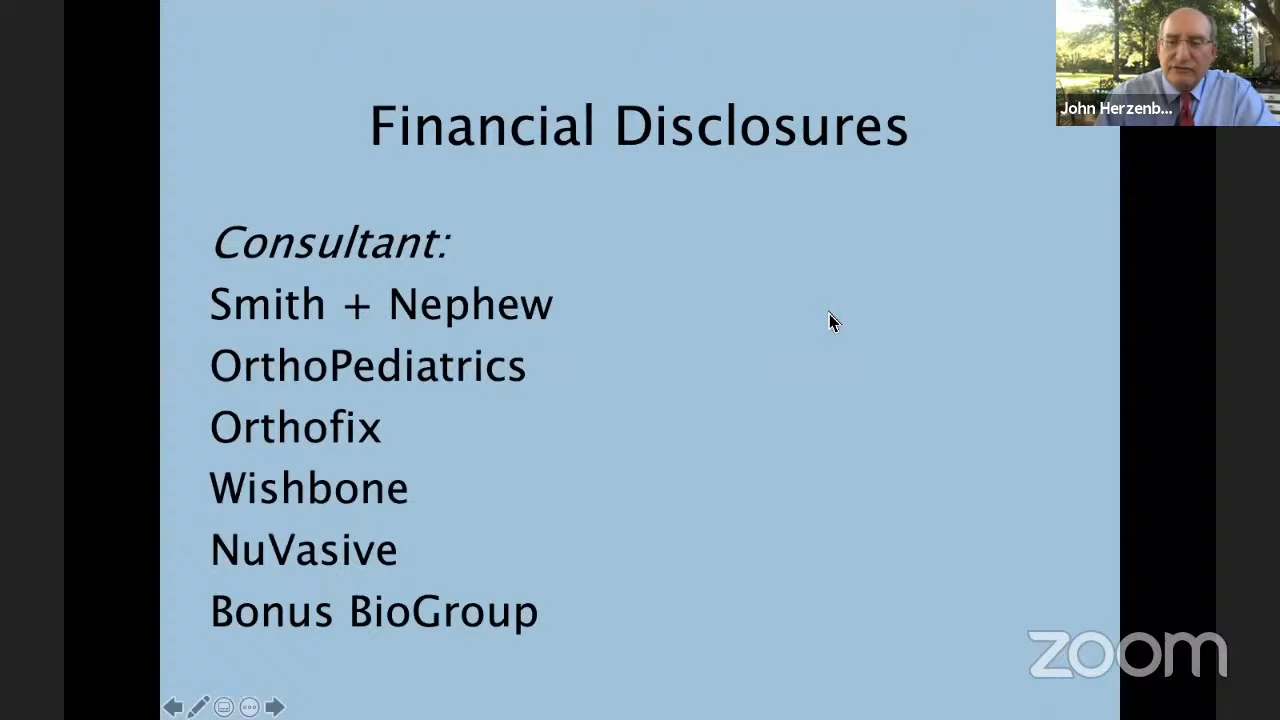 Financial Disclosures
John Herzenb...
Consultant:
Smith + Nephew
OrthoPediatrics
Orthofix
Wishbone
NuVasive
Bonus BioGroup
zoom